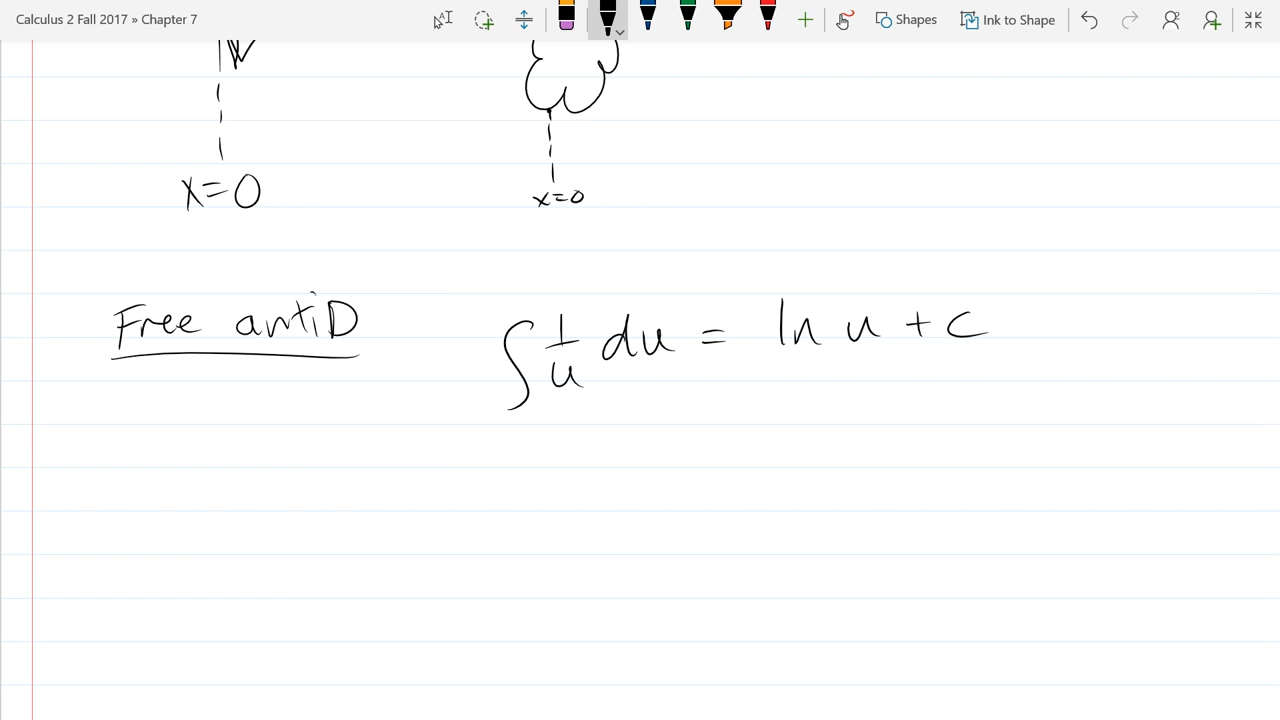 Calculus 2 Fall 2017 » Chapter 7
Shapes
Ink to Shape
x=0
x=0
Free antiD
∫ 1/u du = ln u + c